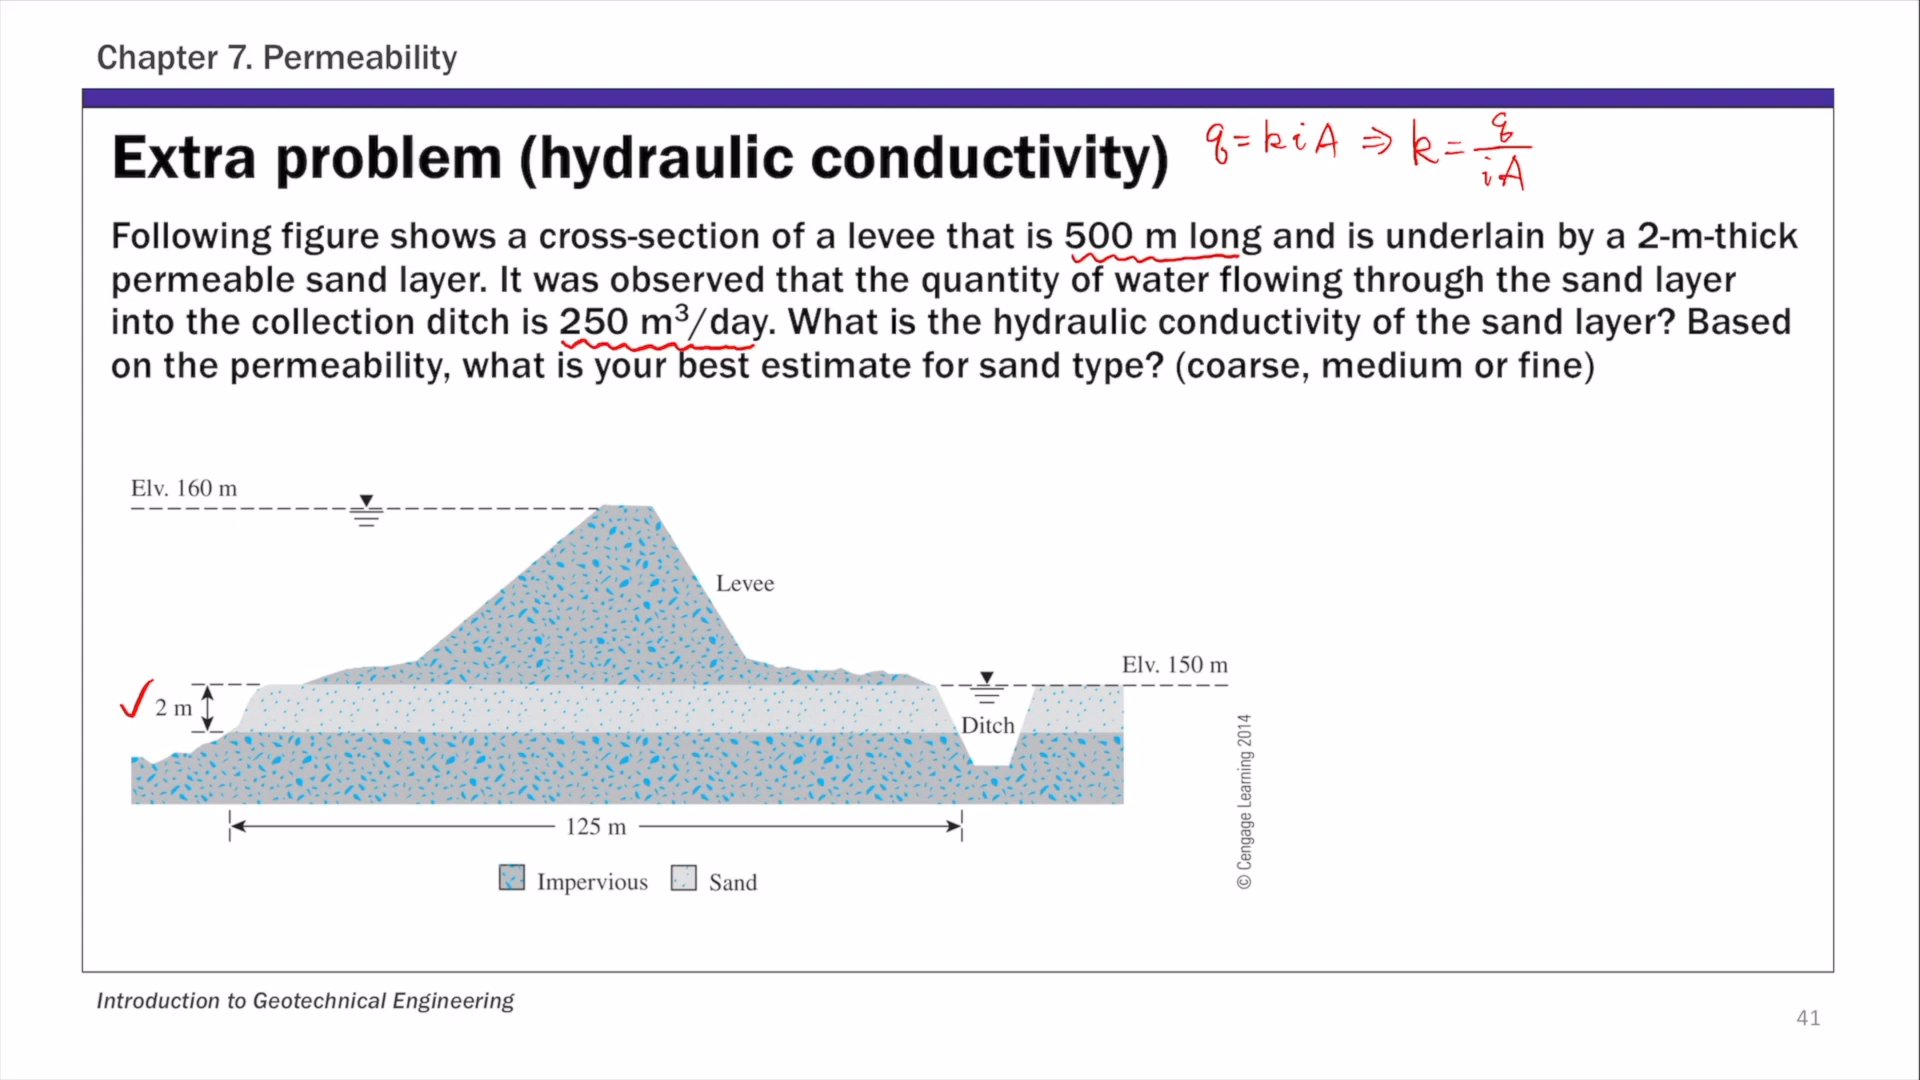 Chapter 7. Permeability
Extra problem (hydraulic conductivity)
q = k i A ⇒ k = q / iA
Following figure shows a cross-section of a levee that is 500 m long and is underlain by a 2-m-thick
permeable sand layer. It was observed that the quantity of water flowing through the sand layer
into the collection ditch is 250 m³/day. What is the hydraulic conductivity of the sand layer? Based
on the permeability, what is your best estimate for sand type? (coarse, medium or fine)
Elv. 160 m
Levee
Elv. 150 m
2 m
Ditch
125 m
Impervious
Sand
© Cengage Learning 2014
Introduction to Geotechnical Engineering
41